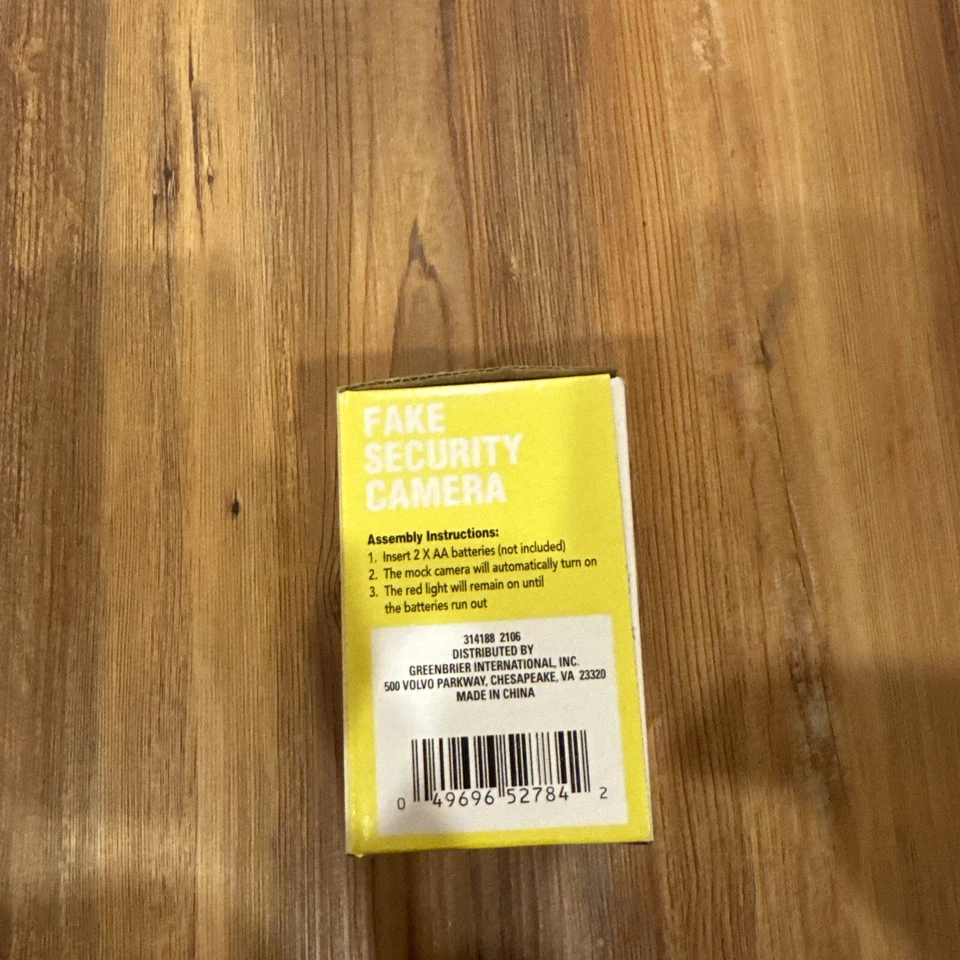 FAKE
SECURITY
CAMERA
Assembly Instructions:
1. Insert 2 X AA batteries (not included)
2. The mock camera will automatically turn on
3. The red light will remain on until
the batteries run out
314188 2106
DISTRIBUTED BY
GREENBRIER INTERNATIONAL, INC.
500 VOLVO PARKWAY, CHESAPEAKE, VA 23320
MADE IN CHINA
0 49696 52784 2